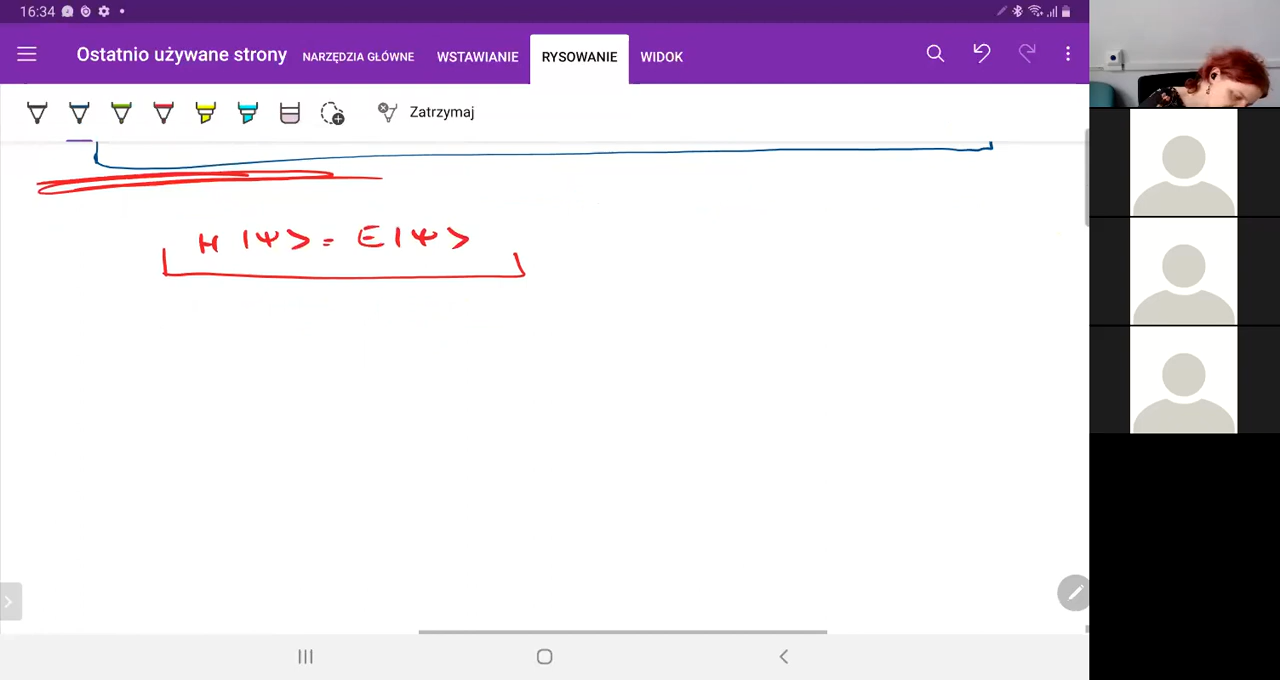 16:34
Ostatnio używane strony NARZĘDZIA GŁÓWNE WSTAWIANIE RYSOWANIE WIDOK
Zatrzymaj
H |Ψ> = E |Ψ>